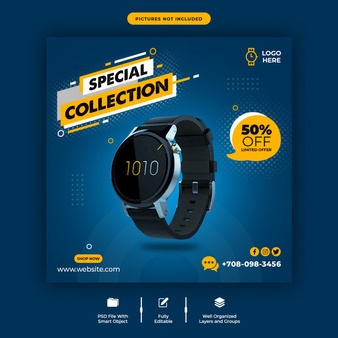 PICTURES NOT INCLUDED
LOGO
HERE
SPECIAL
COLLECTION
50%
OFF
LIMITED OFFER
1010
SHOP NOW
www.website.com
+708-098-3456
PSD File With
Smart Object
Fully
Editable
Well Organized
Layers and Groups